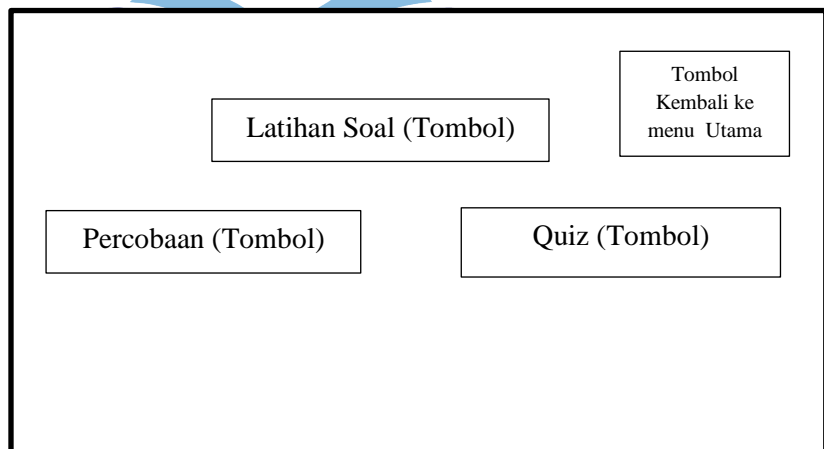 Tombol
Kembali ke
menu Utama
Latihan Soal (Tombol)
Percobaan (Tombol)
Quiz (Tombol)